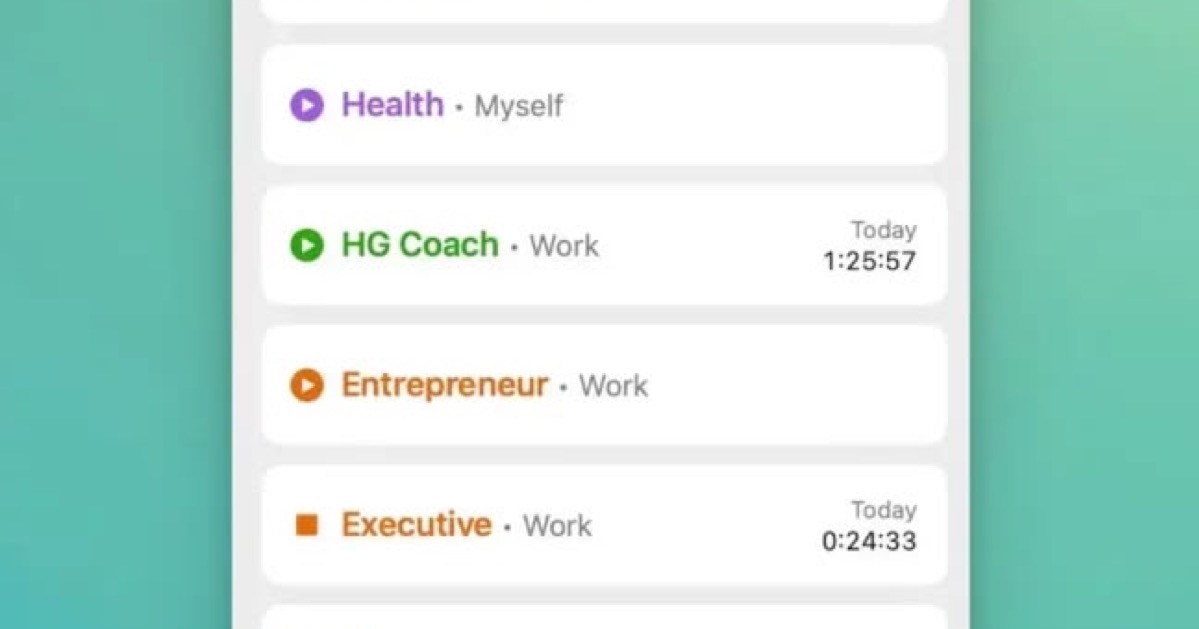 Health • Myself
HG Coach • Work
Today
1:25:57
Entrepreneur • Work
Executive • Work
Today
0:24:33